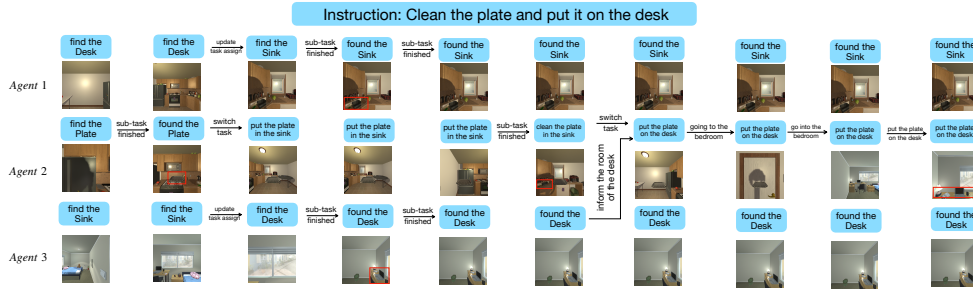 Instruction: Clean the plate and put it on the desk
find the Desk
find the Desk
update task assign
find the Sink
sub-task finished
found the Sink
sub-task finished
found the Sink
found the Sink
found the Sink
found the Sink
found the Sink
found the Sink
Agent 1
find the Plate
sub-task finished
found the Plate
switch task
put the plate in the sink
put the plate in the sink
put the plate in the sink
sub-task finished
clean the plate in the sink
switch task
put the plate on the desk
going to the bedroom
put the plate on the desk
go into the bedroom
put the plate on the desk
put the plate on the desk
put the plate on the desk
Agent 2
inform the room of the desk
find the Sink
find the Sink
update task assign
find the Desk
sub-task finished
found the Desk
sub-task finished
found the Desk
found the Desk
found the Desk
found the Desk
found the Desk
found the Desk
Agent 3